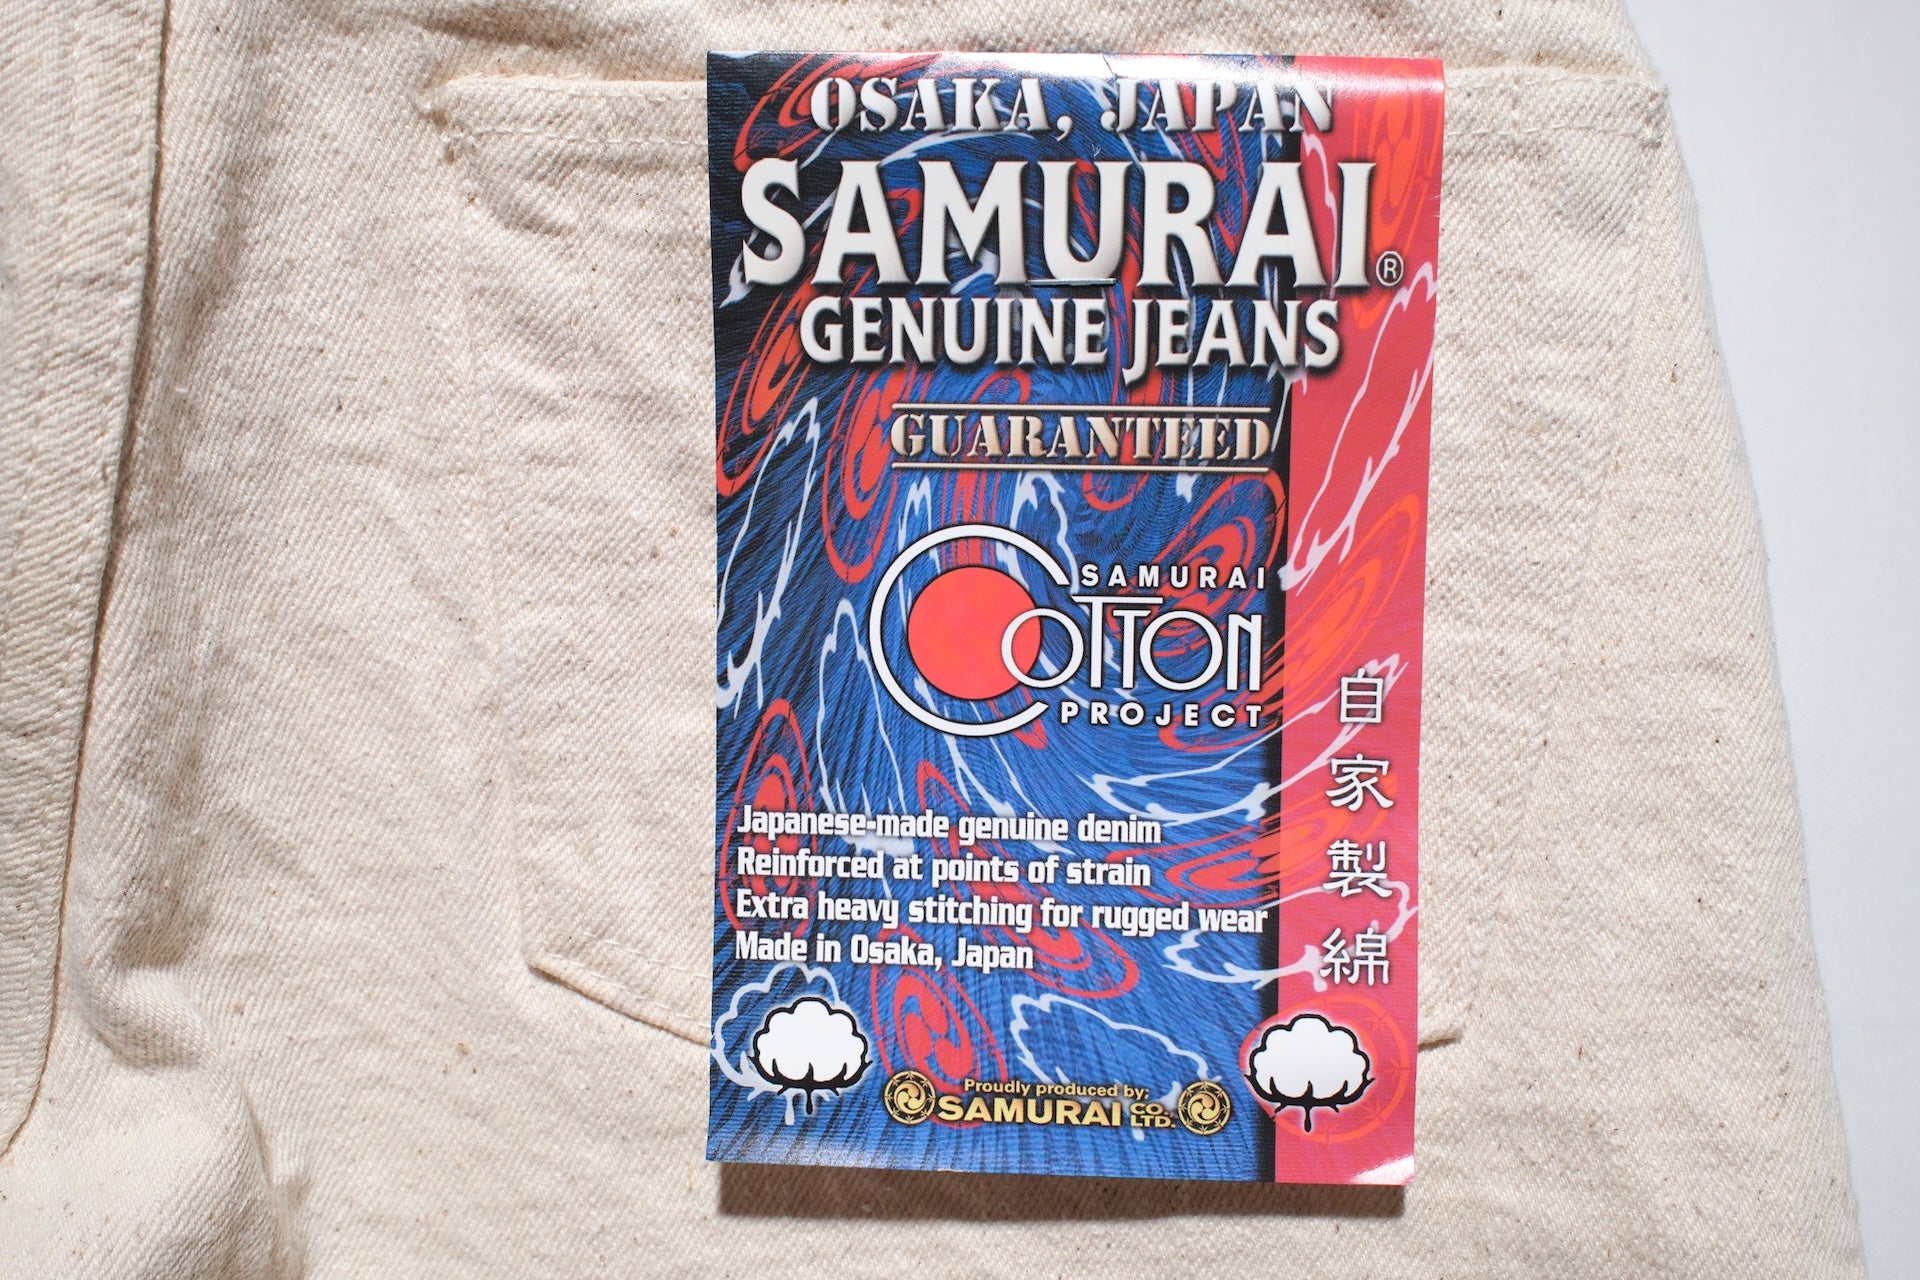 OSAKA, JAPAN
SAMURAI®
GENUINE JEANS
GUARANTEED
SAMURAI
COTTON
PROJECT
Japanese-made genuine denim
Reinforced at points of strain
Extra heavy stitching for rugged wear
Made in Osaka, Japan
自家製綿
Proudly produced by;
SAMURAI CO. LTD.